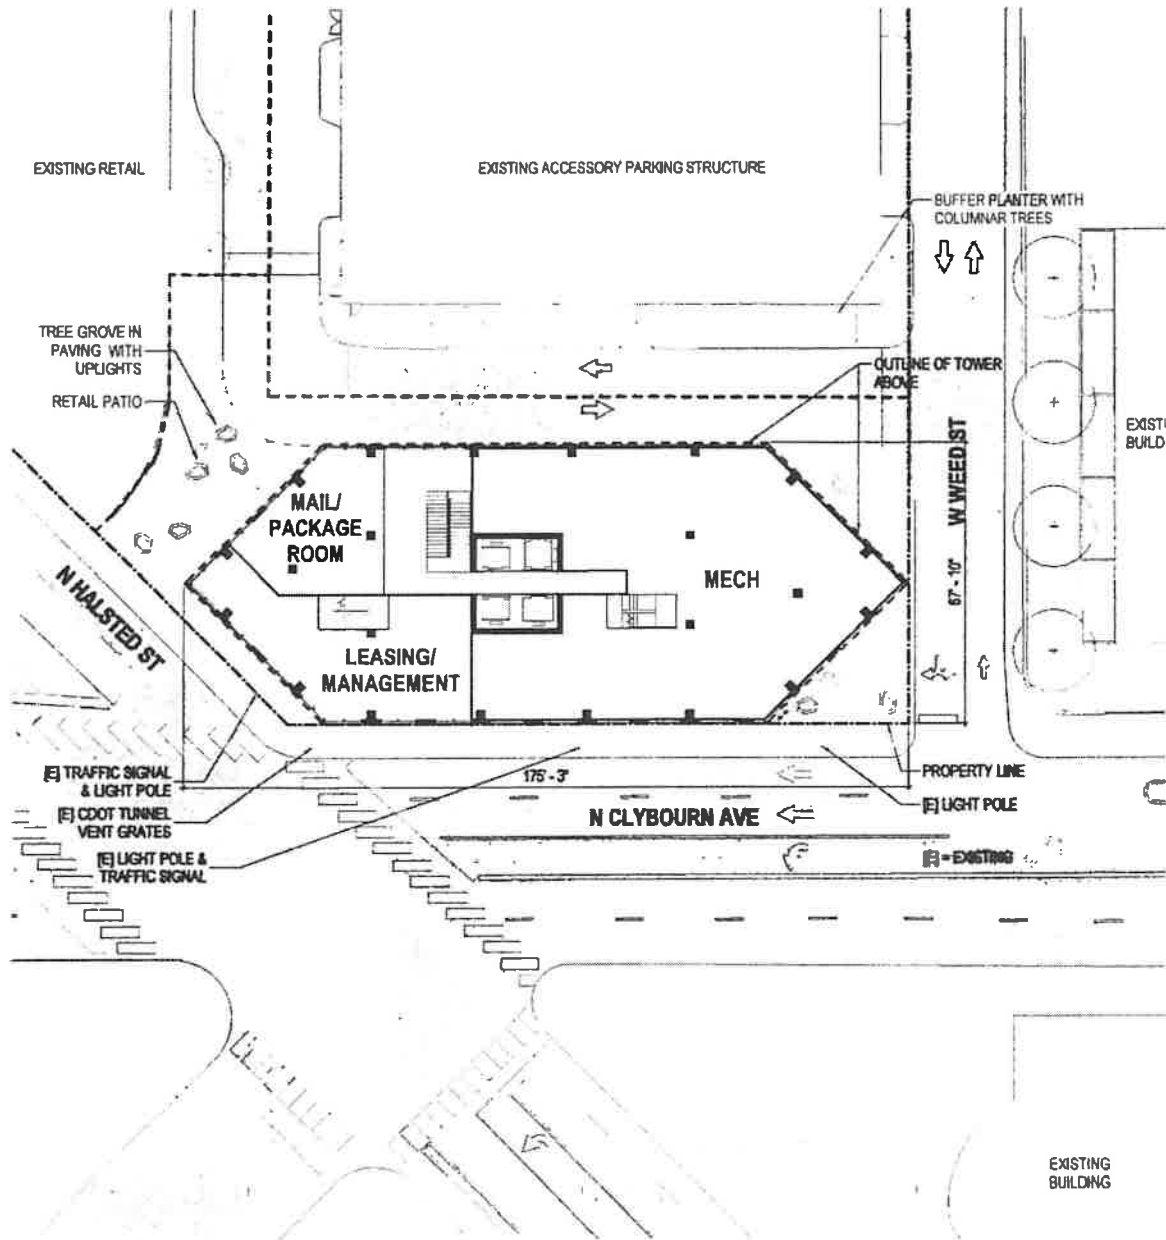 EXISTING RETAIL
EXISTING ACCESSORY PARKING STRUCTURE
BUFFER PLANTER WITH
COLUMNAR TREES
TREE GROVE IN
PAVING WITH
UPLIGHTS
RETAIL PATIO
OUTLINE OF TOWER
ABOVE
W WEED ST
67' - 10"
MAIL/
PACKAGE
ROOM
MECH
N HALSTED ST
LEASING/
MANAGEMENT
[E] TRAFFIC SIGNAL
& LIGHT POLE
[E] CDOT TUNNEL
VENT GRATES
[E] LIGHT POLE &
TRAFFIC SIGNAL
175' - 3"
N CLYBOURN AVE
PROPERTY LINE
[E] LIGHT POLE
[E] = EXISTING
EXISTING
BUILDING